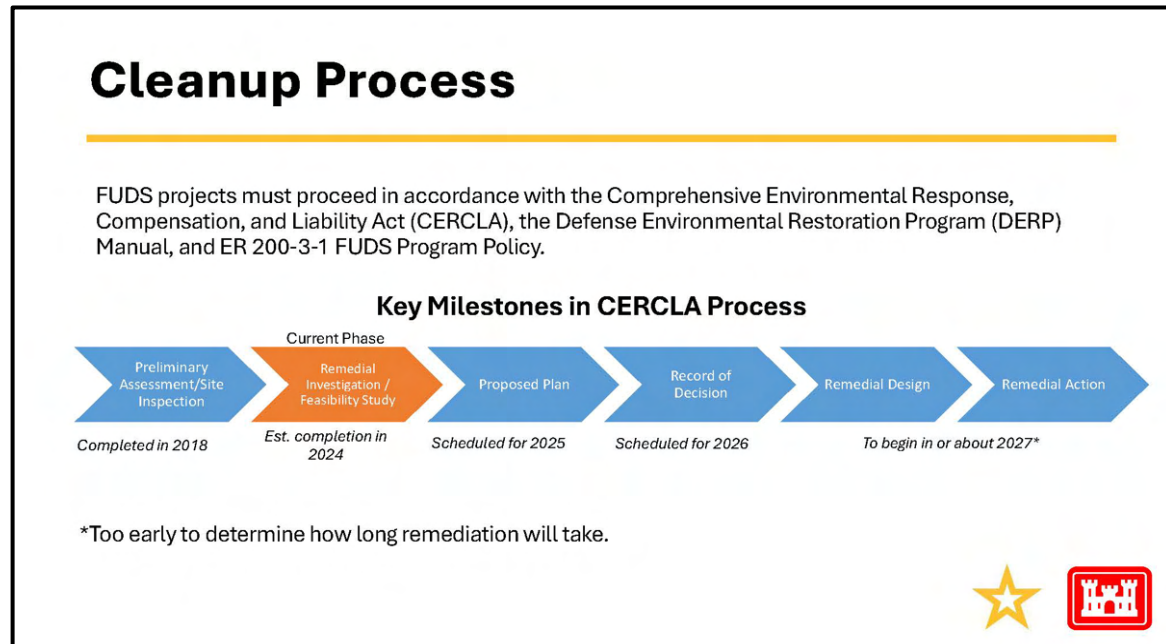 Cleanup Process
FUDS projects must proceed in accordance with the Comprehensive Environmental Response,
Compensation, and Liability Act (CERCLA), the Defense Environmental Restoration Program (DERP)
Manual, and ER 200-3-1 FUDS Program Policy.
Key Milestones in CERCLA Process
Current Phase
Preliminary
Assessment/Site
Inspection
Remedial
Investigation /
Feasibility Study
Proposed Plan
Record of
Decision
Remedial Design
Remedial Action
Completed in 2018
Est. completion in
2024
Scheduled for 2025
Scheduled for 2026
To begin in or about 2027*
*Too early to determine how long remediation will take.